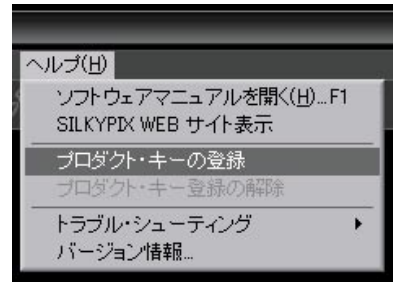 ヘルプ(H)
ソフトウェアマニュアルを開く(H)...F1
SILKYPIX WEB サイト表示
プロダクト・キーの登録
プロダクト・キー登録の解除
トラブル・シューティング
バージョン情報...